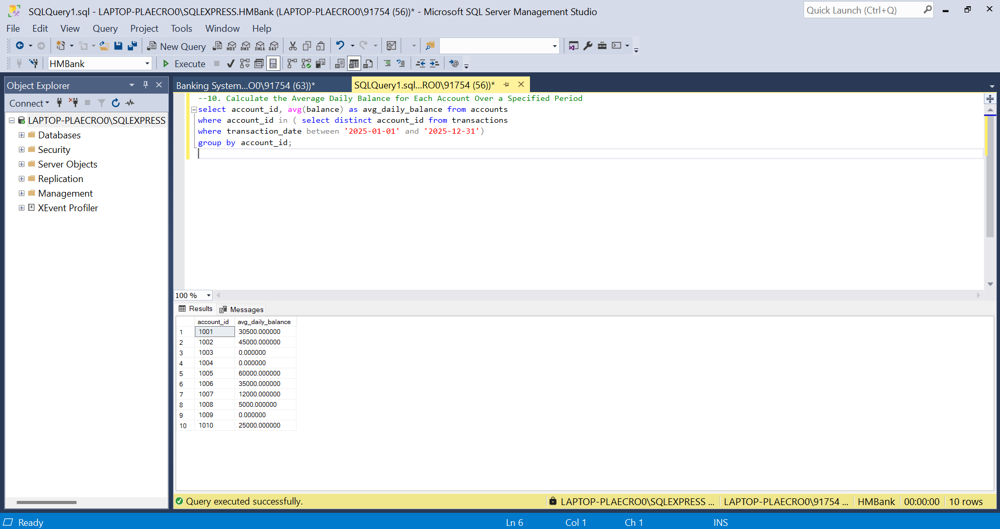 SQLQuery1.sql - LAPTOP-PLAECRO0\SQLEXPRESS.HMBank (LAPTOP-PLAECRO0\91754 (56))* - Microsoft SQL Server Management Studio
Quick Launch (Ctrl+Q)
File Edit View Query Project Tools Window Help
New Query MDX DMX XMLA DAX
HMBank Execute
Object Explorer
Banking System...O0\91754 (63))*
SQLQuery1.sql...RO0\91754 (56))*
Connect
LAPTOP-PLAECRO0\SQLEXPRESS
Databases
Security
Server Objects
Replication
Management
XEvent Profiler
--10. Calculate the Average Daily Balance for Each Account Over a Specified Period
select account_id, avg(balance) as avg_daily_balance from accounts
where account_id in ( select distinct account_id from transactions
where transaction_date between '2025-01-01' and '2025-12-31')
group by account_id;
100 %
Results Messages
account_id avg_daily_balance
1 1001 30500.000000
2 1002 45000.000000
3 1003 0.000000
4 1004 0.000000
5 1005 60000.000000
6 1006 35000.000000
7 1007 12000.000000
8 1008 5000.000000
9 1009 0.000000
10 1010 25000.000000
Query executed successfully.
LAPTOP-PLAECRO0\SQLEXPRESS ... LAPTOP-PLAECRO0\91754 ... HMBank 00:00:00 10 rows
Ready Ln 6 Col 1 Ch 1 INS